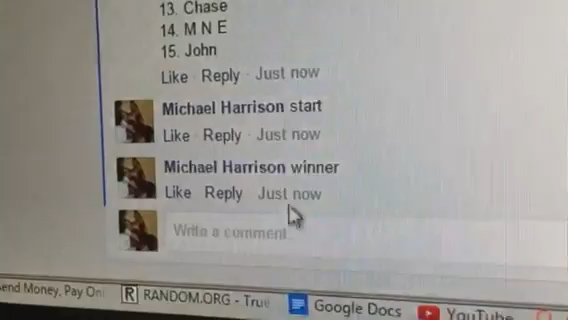 13. Chase
14. M N E
15. John
Like · Reply · Just now
Michael Harrison start
Like · Reply · Just now
Michael Harrison winner
Like Reply Just now
Write a comment
end Money, Pay Onl
RANDOM.ORG - True
Google Docs
YouTube